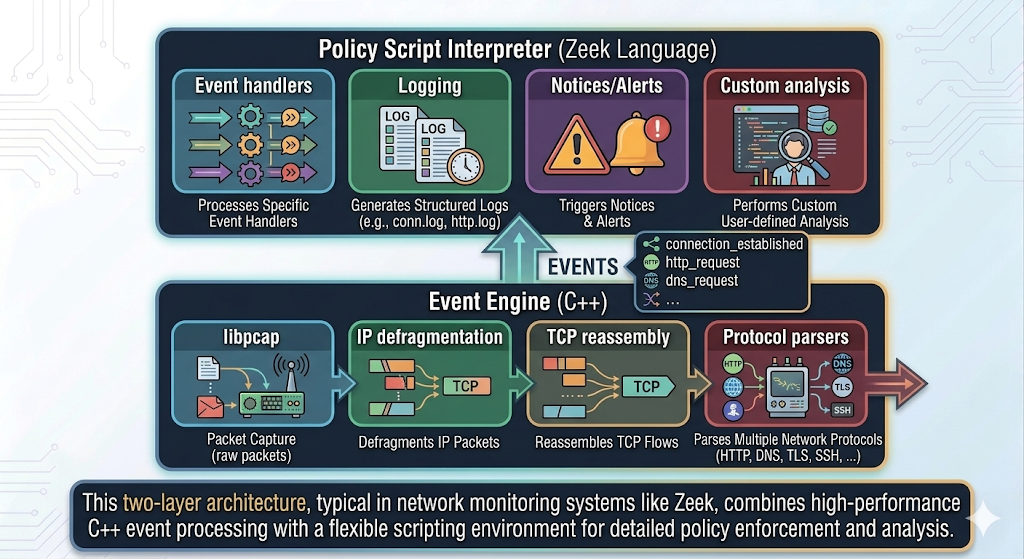 Policy Script Interpreter (Zeek Language)
Event handlers
Processes Specific
Event Handlers
Logging
LOG
LOG
Generates Structured Logs
(e.g., conn.log, http.log)
Notices/Alerts
Triggers Notices
& Alerts
Custom analysis
Performs Custom
User-defined Analysis
EVENTS
connection_established
HTTP http_request
DNS dns_request
...
Event Engine (C++)
libpcap
Packet Capture
(raw packets)
IP defragmentation
TCP
Defragments IP Packets
TCP reassembly
TCP
Reassembles TCP Flows
Protocol parsers
HTTP
DNS
TLS
SSH
Parses Multiple Network Protocols
(HTTP, DNS, TLS, SSH, ...)
This two-layer architecture, typical in network monitoring systems like Zeek, combines high-performance
C++ event processing with a flexible scripting environment for detailed policy enforcement and analysis.